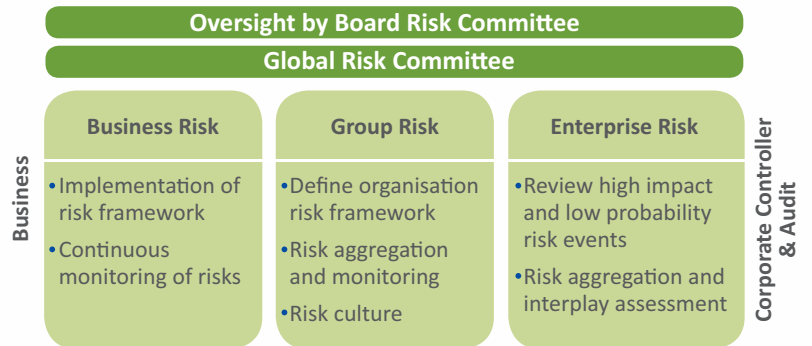 Oversight by Board Risk Committee
Global Risk Committee
Business
Business Risk
•Implementation of
risk framework
•Continuous
monitoring of risks
Group Risk
•Define organisation
risk framework
•Risk aggregation
and monitoring
•Risk culture
Enterprise Risk
•Review high impact
and low probability
risk events
•Risk aggregation and
interplay assessment
Corporate Controller
& Audit